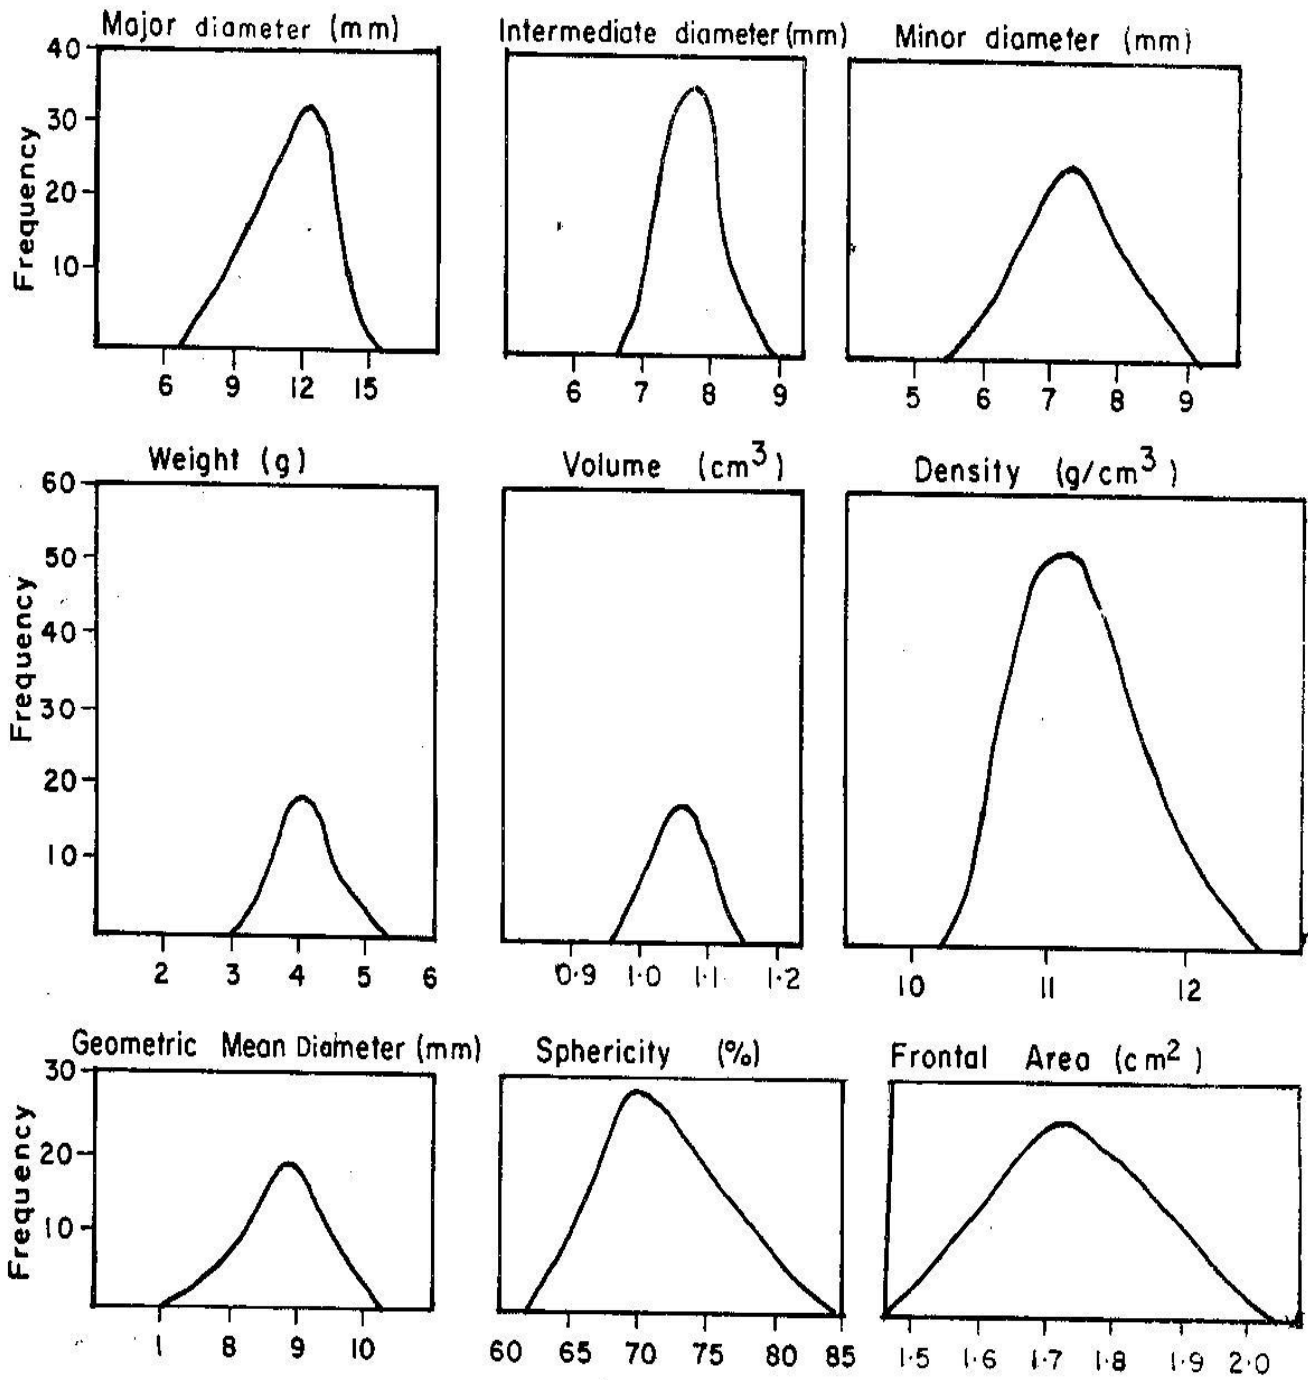 Major diameter (mm) Intermediate diameter (mm) Minor diameter (mm)
40
30
20
10
Frequency
6 9 12 15 6 7 8 9 5 6 7 8 9
Weight (g) Volume (cm³) Density (g/cm³)
60
50
40
30
20
10
Frequency
2 3 4 5 6 0.9 1.0 1.1 1.2 10 11 12
Geometric Mean Diameter (mm) Sphericity (%) Frontal Area (cm²)
30
20
10
Frequency
1 8 9 10 60 65 70 75 80 85 1.5 1.6 1.7 1.8 1.9 2.0